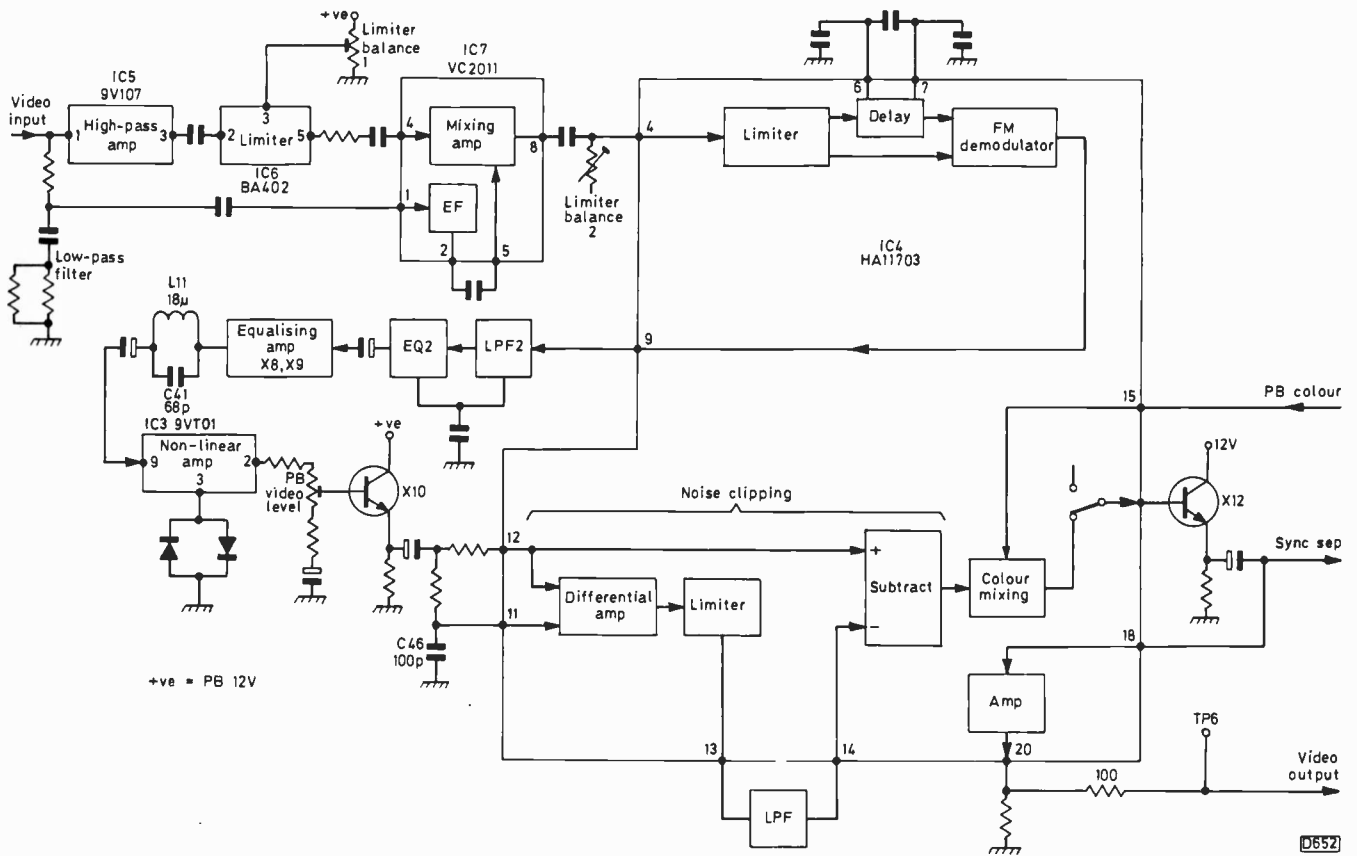 +ve
Limiter
balance
1
IC7
VC2011
IC5
9V107
Video
input
1
High-pass
amp
3
2
3
Limiter
5
IC6
BA402
4
Mixing
amp
8
1
EF
2
5
Limiter
balance
2
4
Limiter
6
7
Delay
FM
demodulator
IC4
HA11703
Low-pass
filter
L11
18µ
C41
68p
Equalising
amp
X8,X9
EQ2
LPF2
9
15
PB colour
IC3 9VT01
9
Non-linear
amp
2
3
PB
video
level
+ve
X10
Noise clipping
12V
X12
12
11
Differential
amp
Limiter
+
Subtract
-
Colour
mixing
Sync sep
18
C46
100p
+ve = PB 12V
Amp
TP6
13
14
20
100
Video
output
LPF
D652